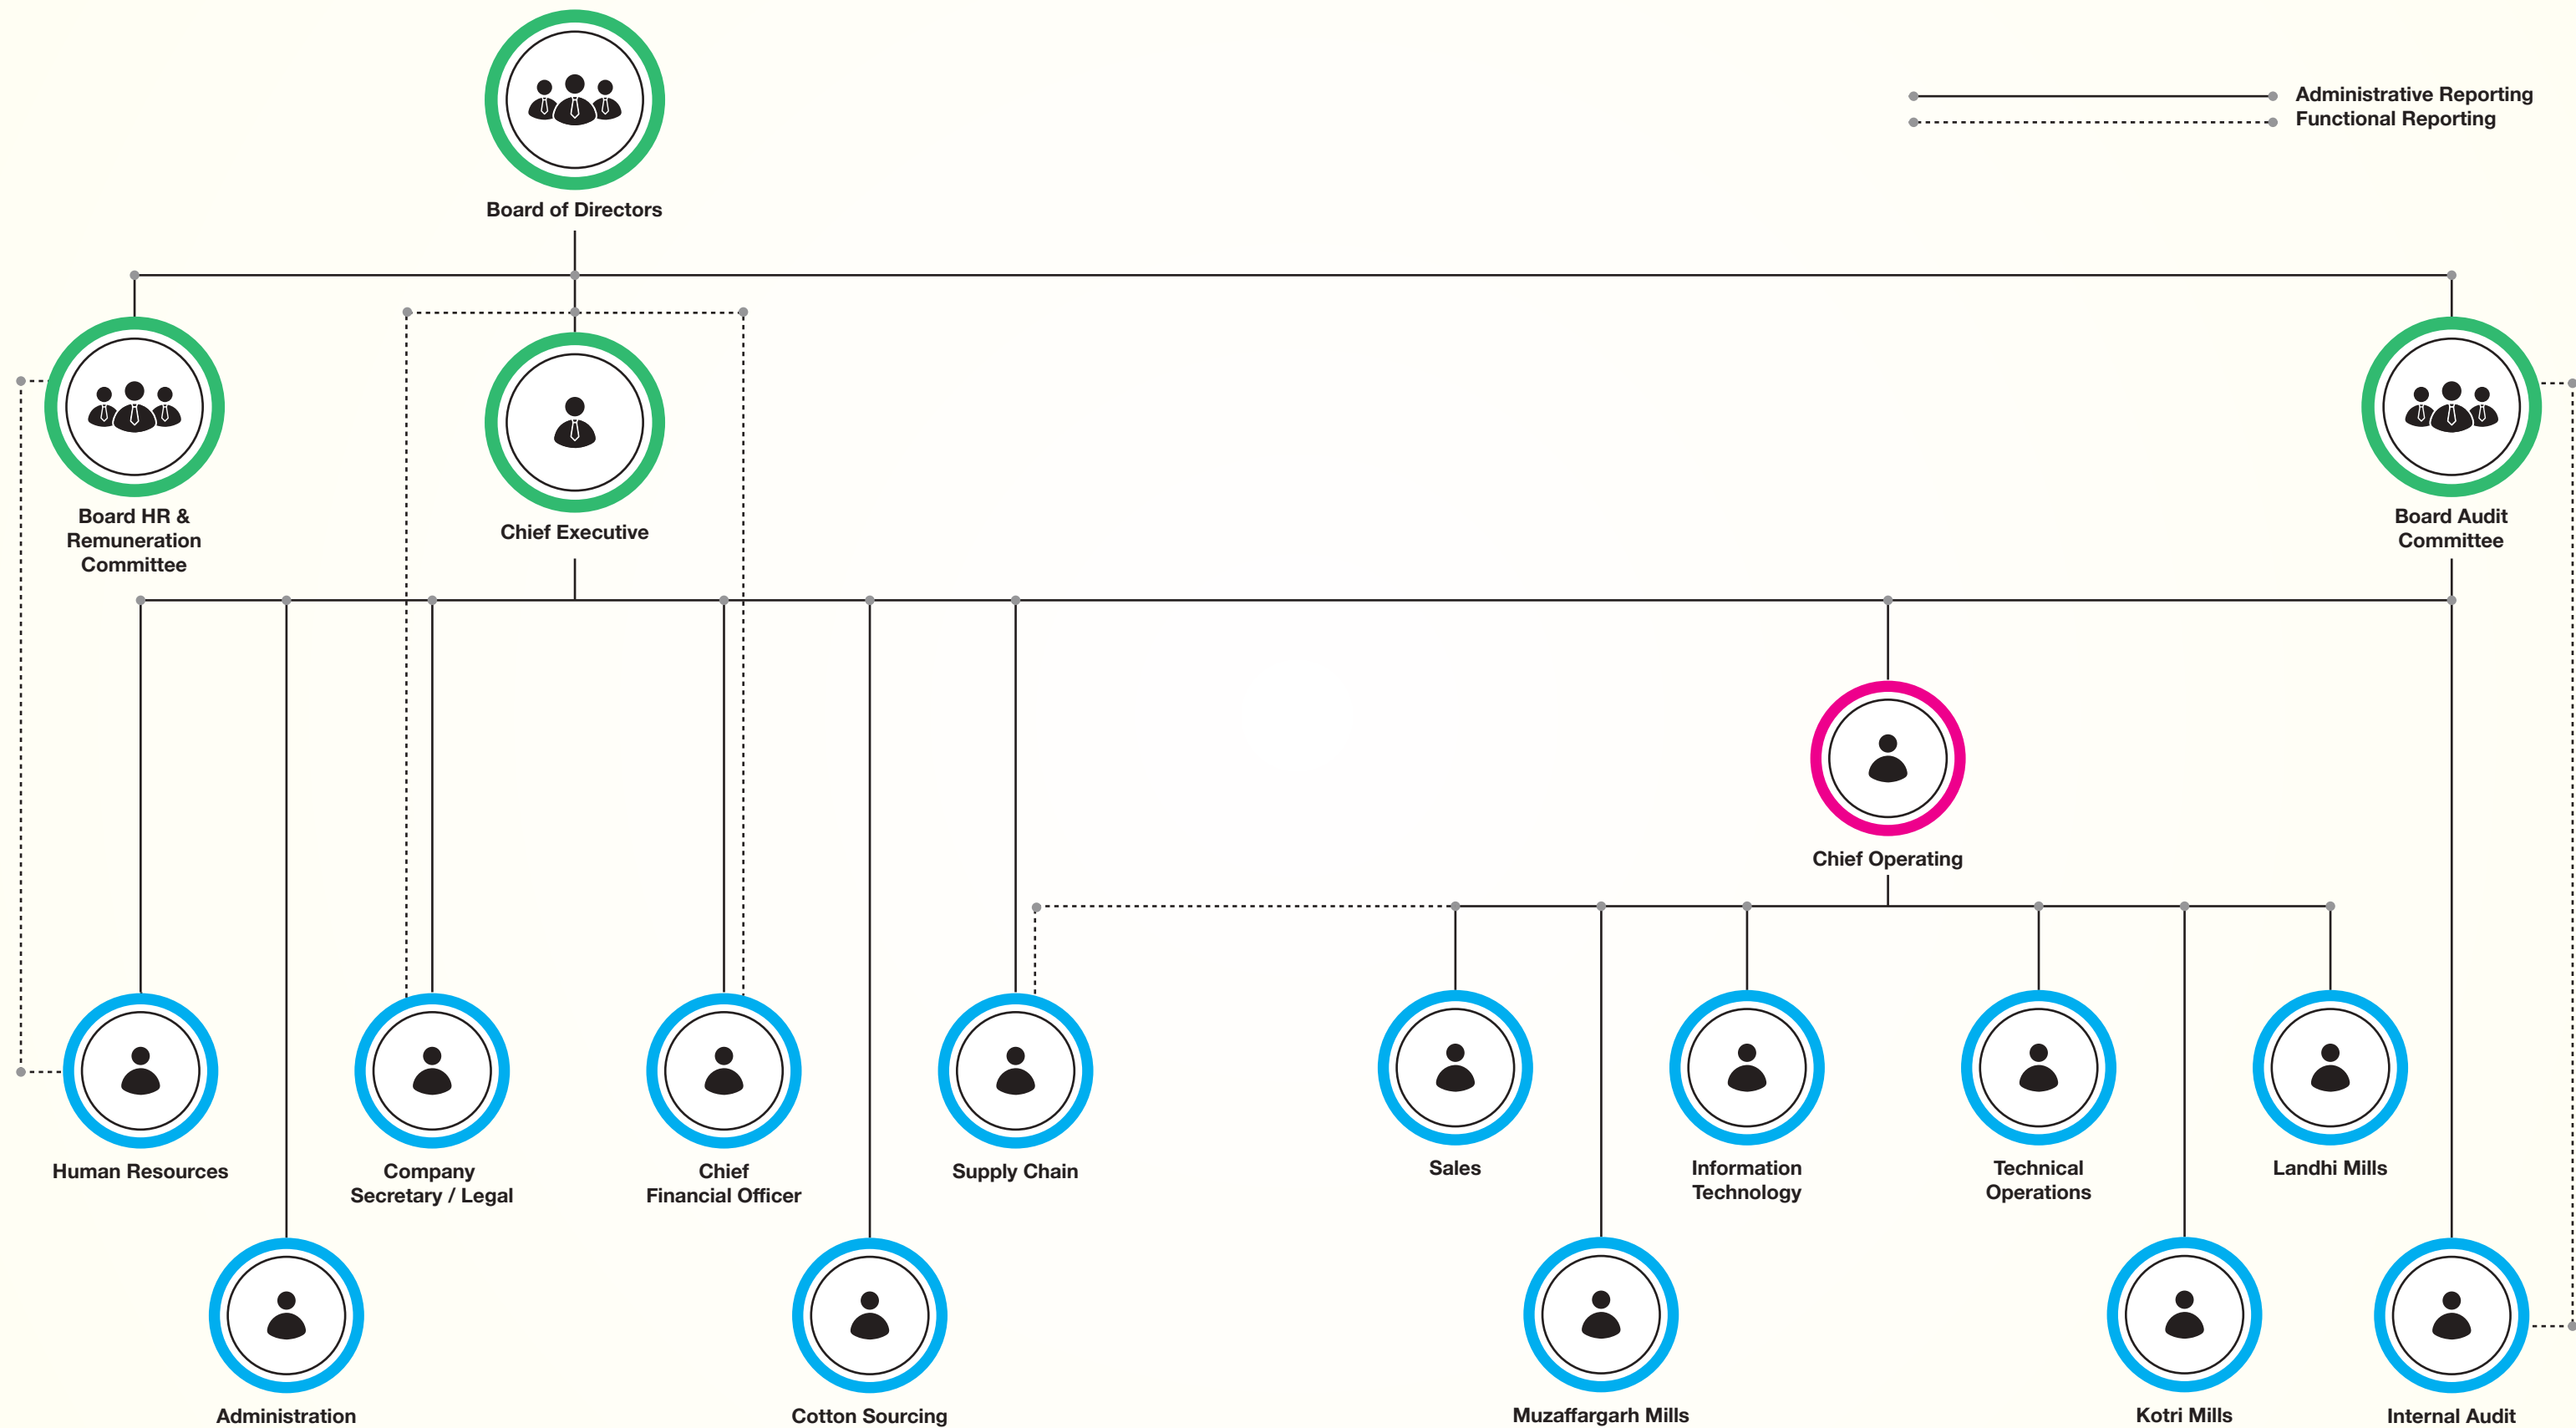 Administrative Reporting
Functional Reporting
Board of Directors
Board HR &
Remuneration
Committee
Chief Executive
Board Audit
Committee
Chief Operating
Human Resources
Company
Secretary / Legal
Chief
Financial Officer
Supply Chain
Sales
Information
Technology
Technical
Operations
Landhi Mills
Administration
Cotton Sourcing
Muzaffargarh Mills
Kotri Mills
Internal Audit